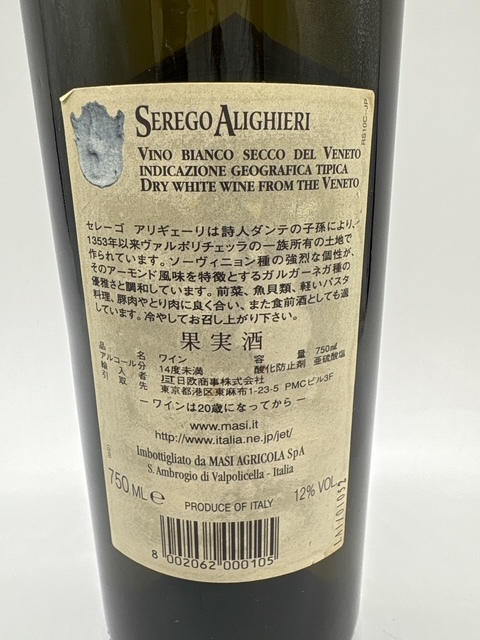 SEREGO ALIGHIERI
VINO BIANCO SECCO DEL VENETO
INDICAZIONE GEOGRAFICA TIPICA
DRY WHITE WINE FROM THE VENETO
RS10C-JP
セレーゴ アリギェーリは詩人ダンテの子孫により、
1353年以来ヴァルポリチェッラの一族所有の土地で
作られています。ソーヴィニョン種の強烈な個性が、
そのアーモンド風味を特徴とするガルガーネガ種の
優雅さと調和しています。前菜、魚貝類、軽いパスタ
料理、豚肉やとり肉に良く合い、また食前酒としても適
しています。冷やしてお召し上がり下さい。
果実酒
品名 ワイン 容量 750mℓ
アルコール分 14度未満 酸化防止剤 亜硫酸塩
輸入者 JET日欧商事株式会社
引取先 東京都港区東麻布1-23-5 PMCビル3F
ーワインは20歳になってからー
www.masi.it
http://www.italia.ne.jp/jet/
Imbottigliato da MASI AGRICOLA SpA
S. Ambrogio di Valpolicella - Italia
750 ML e
PRODUCE OF ITALY
12% VOL.
8 002062 000105